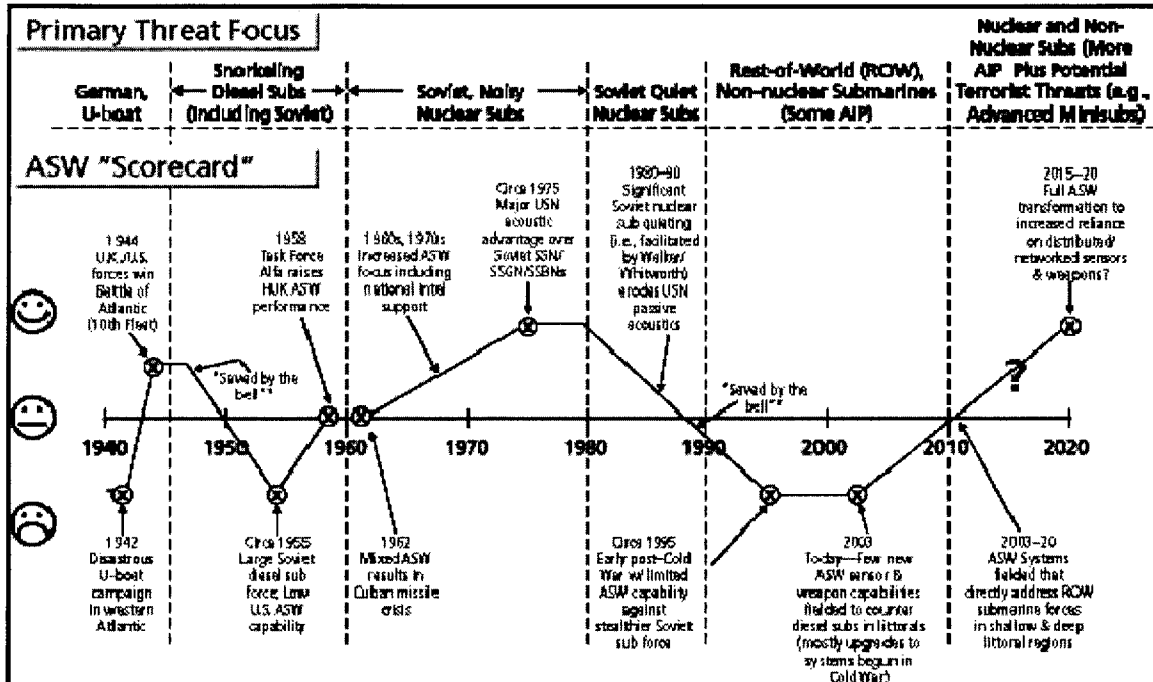 Primary Threat Focus
German,
U-boat
Snorkeling
Diesel Subs
(Including Soviet)
Soviet, Noisy
Nuclear Subs
Soviet Quiet
Nuclear Subs
Rest-of-World (ROW),
Non-nuclear Submarines
(Some AIP)
Nuclear and Non-
Nuclear Subs (More
AIP Plus Potential
Terrorist Threats (e.g.,
Advanced Minisubs)
ASW "Scorecard"
1944
U.K./U.S.
forces win
Battle of
Atlantic
(10th Fleet)
"Saved by the
bell"*
1958
Task Force
Alfa raises
HUK ASW
performance
1960s, 1970s
Increased ASW
focus including
national intel
support
Circa 1975
Major USN
acoustic
advantage over
Soviet SSN/
SSGN/SSBNs
1980–90
Significant
Soviet nuclear
sub quieting
(i.e., facilitated
by Walker/
Whitworth)
erodes USN
passive
acoustics
"Saved by the
bell"*
2015–20
Full ASW
transformation to
increased reliance
on distributed/
networked sensors
& weapons?
?
1940
1950
1960
1970
1980
1990
2000
2010
2020
1942
Disastrous
U-boat
campaign
in western
Atlantic
Circa 1955
Large Soviet
diesel sub
force; Low
U.S. ASW
capability
1962
Mixed ASW
results in
Cuban missile
crisis
Circa 1995
Early post–Cold
War w/ limited
ASW capability
against
stealthier Soviet
sub force
2003
Today—Few new
ASW sensor &
weapon capabilities
fielded to counter
diesel subs in littorals
(mostly upgrades to
systems begun in
Cold War)
2003–20
ASW Systems
fielded that
directly address ROW
submarine forces
in shallow & deep
littoral regions